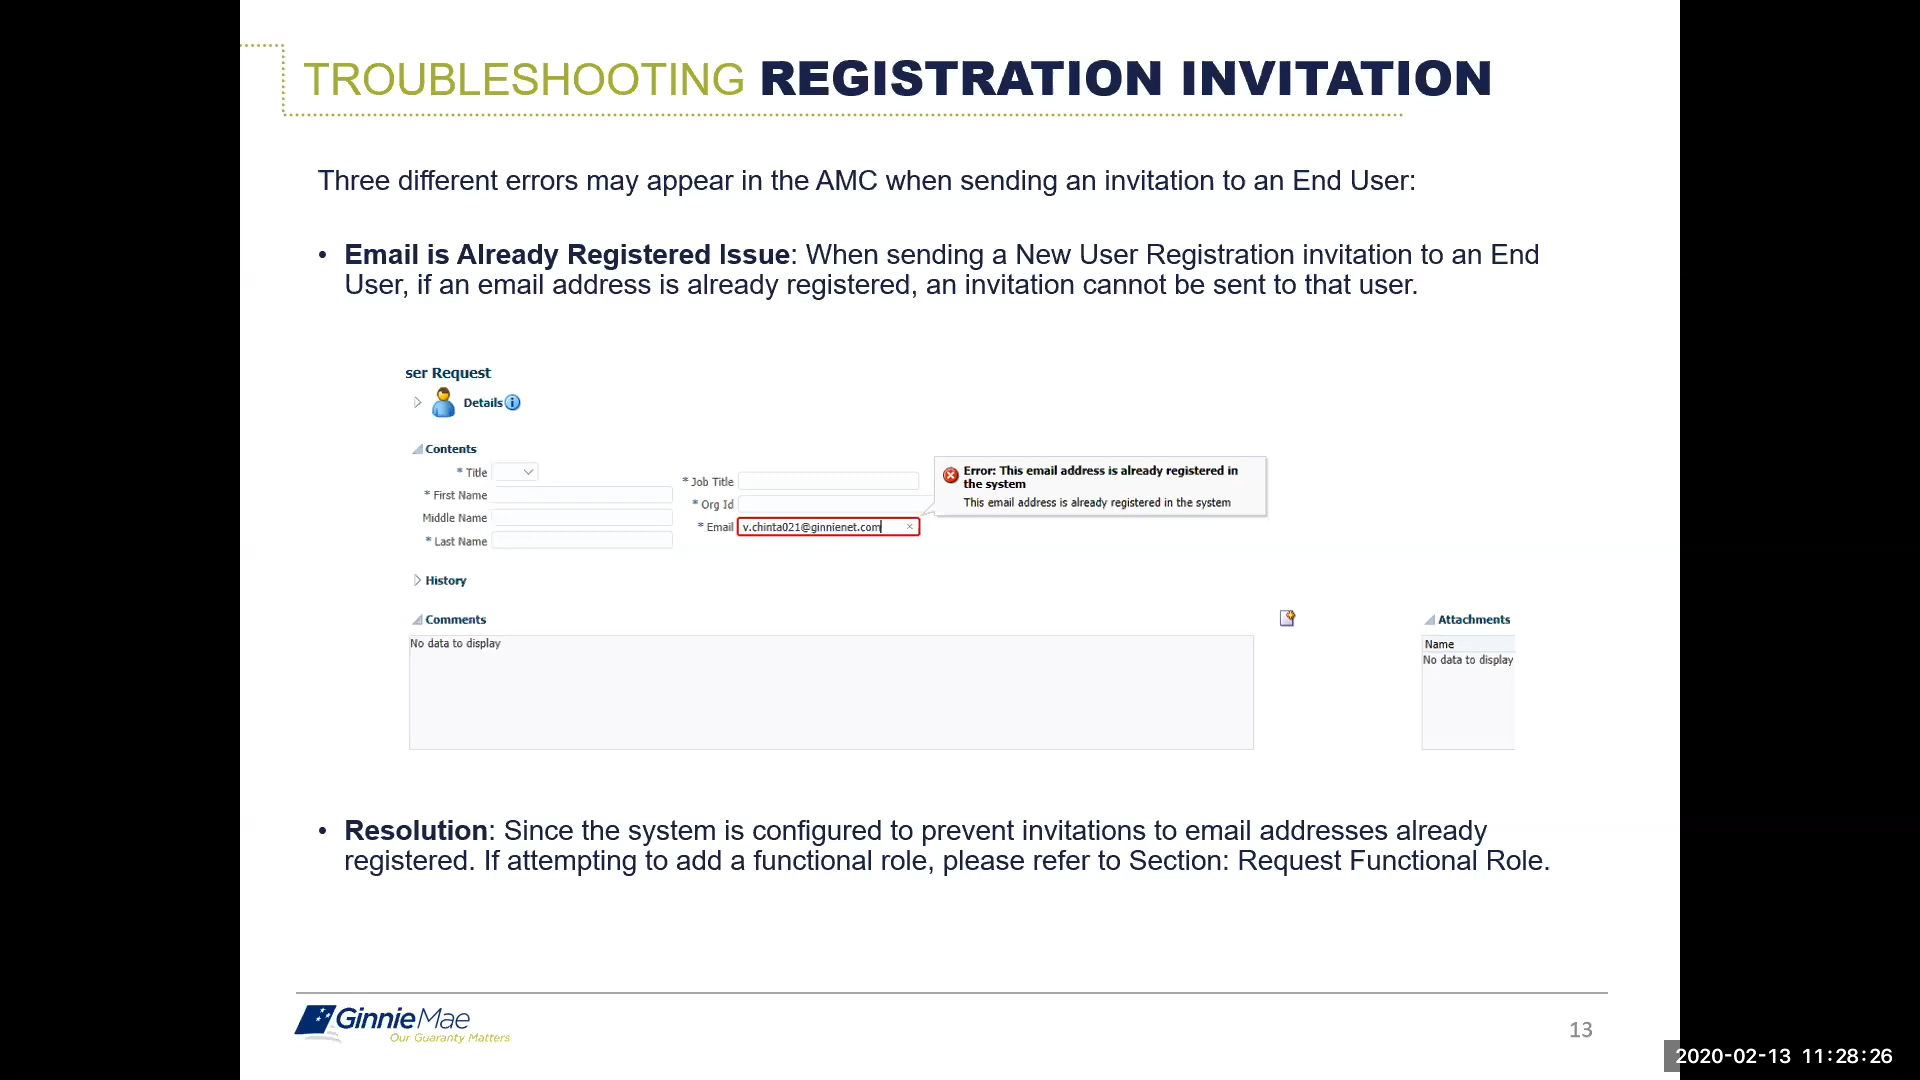 TROUBLESHOOTING REGISTRATION INVITATION
Three different errors may appear in the AMC when sending an invitation to an End User:
• Email is Already Registered Issue: When sending a New User Registration invitation to an End
User, if an email address is already registered, an invitation cannot be sent to that user.
ser Request
Details
Contents
* Title
* First Name
Middle Name
* Last Name
* Job Title
* Org Id
* Email v.chinta021@ginnienet.com
Error: This email address is already registered in
the system
This email address is already registered in the system
History
Comments
No data to display
Attachments
Name
No data to display
• Resolution: Since the system is configured to prevent invitations to email addresses already
registered. If attempting to add a functional role, please refer to Section: Request Functional Role.
GinnieMae
Our Guaranty Matters
13
2020-02-13 11:28:26